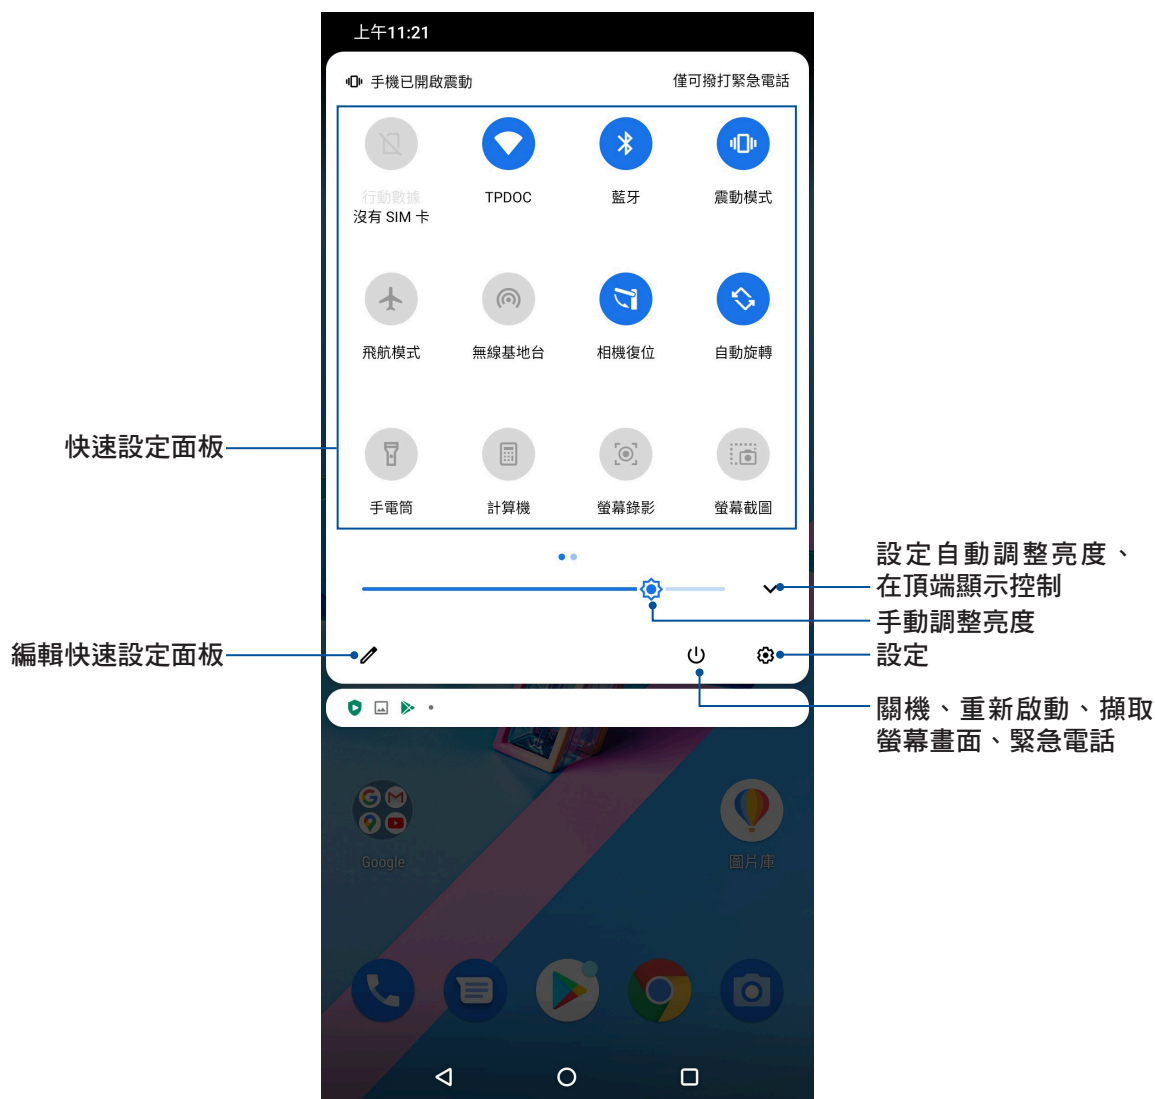 上午11:21
手機已開啟震動
僅可撥打緊急電話
行動數據
沒有 SIM 卡
TPDOC
藍牙
震動模式
飛航模式
無線基地台
相機復位
自動旋轉
快速設定面板
手電筒
計算機
螢幕錄影
螢幕截圖
設定自動調整亮度、
在頂端顯示控制
手動調整亮度
編輯快速設定面板
設定
關機、重新啟動、擷取
螢幕畫面、緊急電話
Google
圖片庫